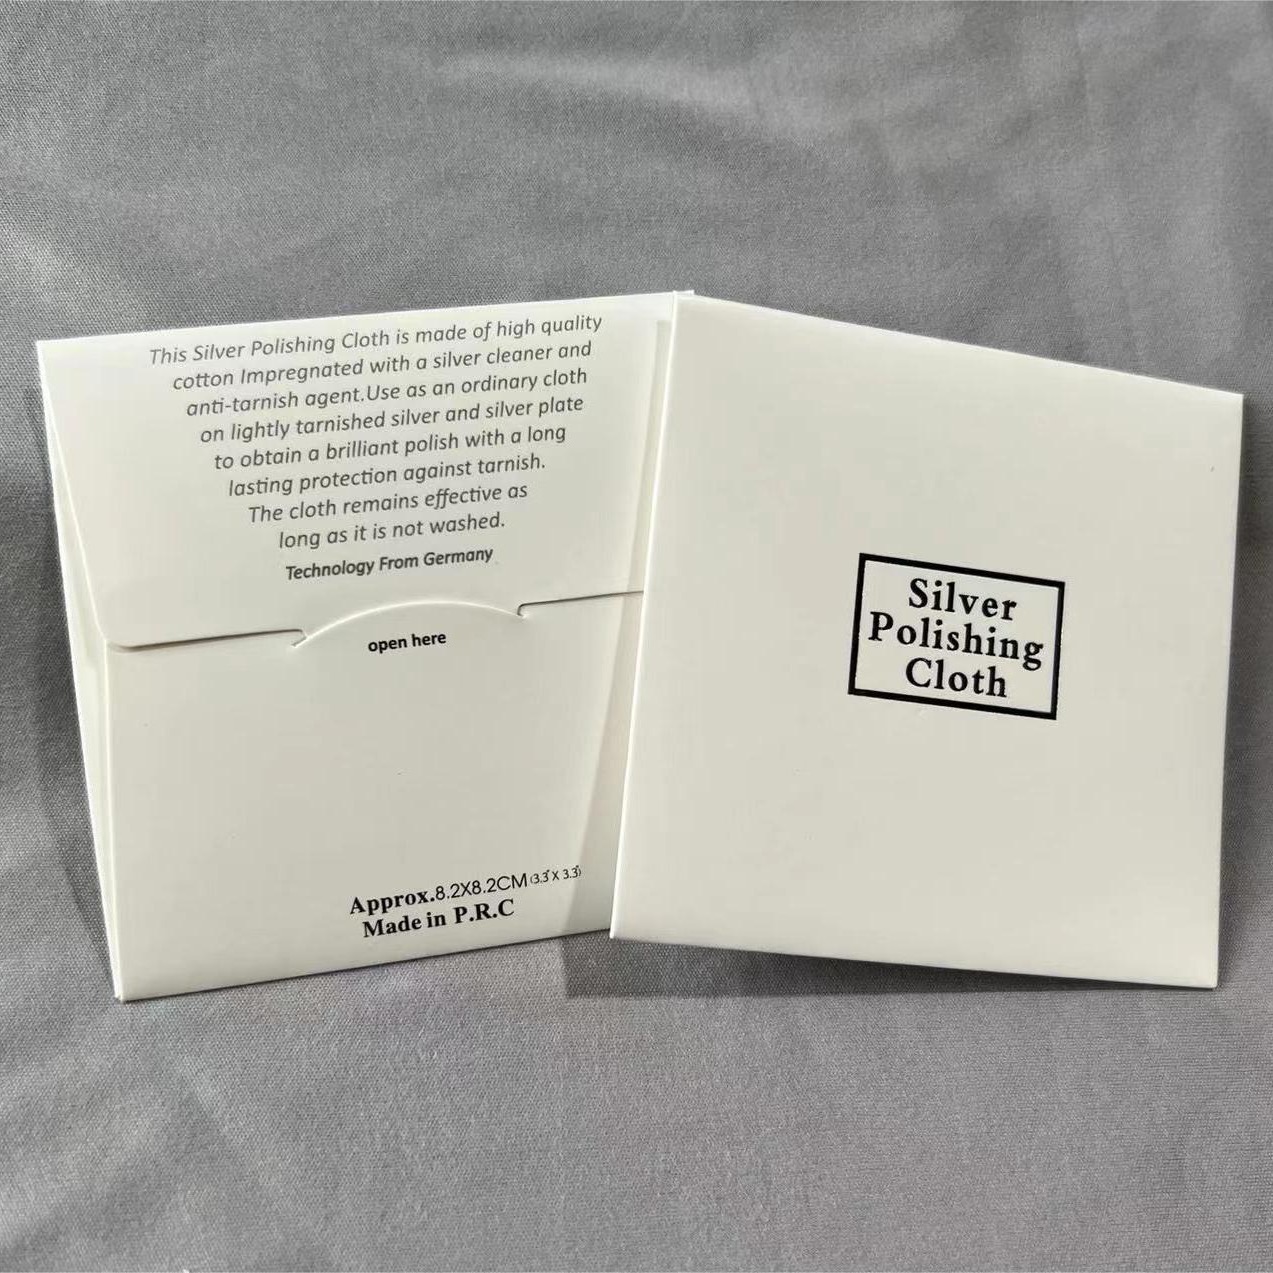 This Silver Polishing Cloth is made of high quality
cotton Impregnated with a silver cleaner and
anti-tarnish agent.Use as an ordinary cloth
on lightly tarnished silver and silver plate
to obtain a brilliant polish with a long
lasting protection against tarnish.
The cloth remains effective as
long as it is not washed.
Technology From Germany
open here
Approx.8.2X8.2CM (3.3"X 3.3")
Made in P.R.C
Silver
Polishing
Cloth